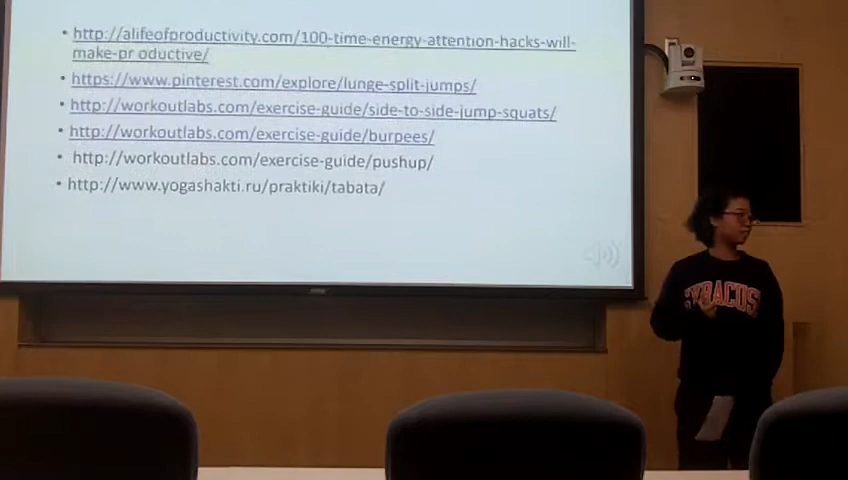 http://alifeofproductivity.com/100-time-energy-attention-hacks-will-
make-pr oductive/
https://www.pinterest.com/explore/lunge-split-jumps/
http://workoutlabs.com/exercise-guide/side-to-side-jump-squats/
http://workoutlabs.com/exercise-guide/burpees/
http://workoutlabs.com/exercise-guide/pushup/
http://www.yogashakti.ru/praktiki/tabata/
SYRACUS